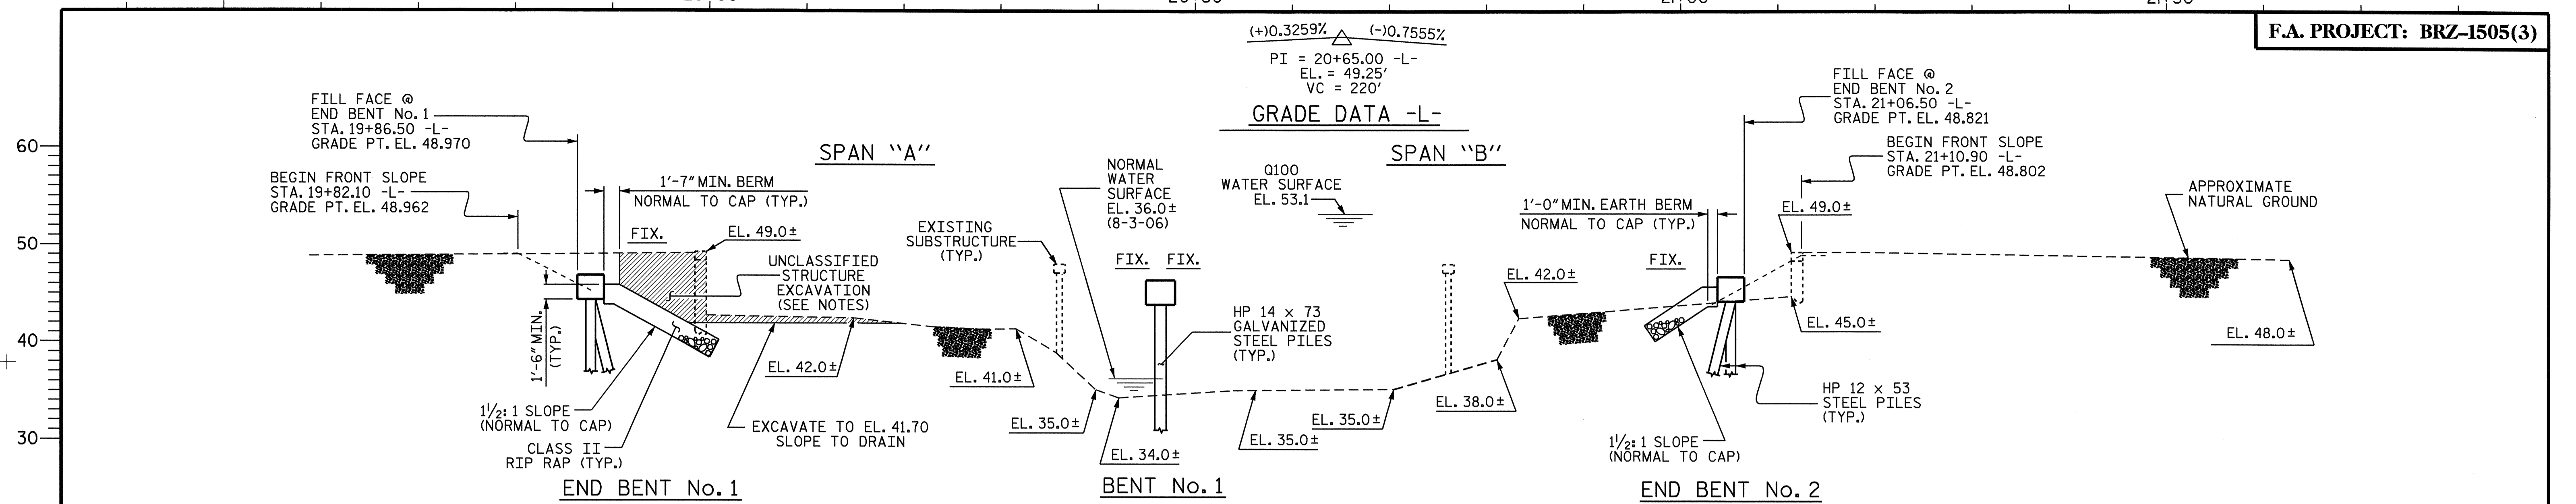 F.A. PROJECT: BRZ–1505(3)
(+)0.3259% (-)0.7555%
PI = 20+65.00 -L-
EL. = 49.25'
VC = 220'
GRADE DATA -L-
FILL FACE @
END BENT No. 1
STA. 19+86.50 -L-
GRADE PT. EL. 48.970
BEGIN FRONT SLOPE
STA. 19+82.10 -L-
GRADE PT. EL. 48.962
1'-7" MIN. BERM
NORMAL TO CAP (TYP.)
SPAN "A"
FIX.
EL. 49.0±
UNCLASSIFIED
STRUCTURE
EXCAVATION
(SEE NOTES)
EXISTING
SUBSTRUCTURE
(TYP.)
NORMAL
WATER
SURFACE
EL. 36.0±
(8-3-06)
Q100
WATER SURFACE
EL. 53.1
SPAN "B"
FIX. FIX.
HP 14 x 73
GALVANIZED
STEEL PILES
(TYP.)
1'-0" MIN. EARTH BERM
NORMAL TO CAP (TYP.)
FIX.
EL. 42.0±
FILL FACE @
END BENT No. 2
STA. 21+06.50 -L-
GRADE PT. EL. 48.821
BEGIN FRONT SLOPE
STA. 21+10.90 -L-
GRADE PT. EL. 48.802
EL. 49.0±
APPROXIMATE
NATURAL GROUND
60
50
40
30
1'-6" MIN.
(TYP.)
1½:1 SLOPE
(NORMAL TO CAP)
CLASS II
RIP RAP (TYP.)
EL. 42.0±
EXCAVATE TO EL. 41.70
SLOPE TO DRAIN
EL. 41.0±
EL. 35.0±
EL. 34.0±
EL. 35.0±
EL. 35.0±
EL. 38.0±
1½:1 SLOPE
(NORMAL TO CAP)
EL. 45.0±
HP 12 x 53
STEEL PILES
(TYP.)
EL. 48.0±
END BENT No. 1
BENT No. 1
END BENT No. 2